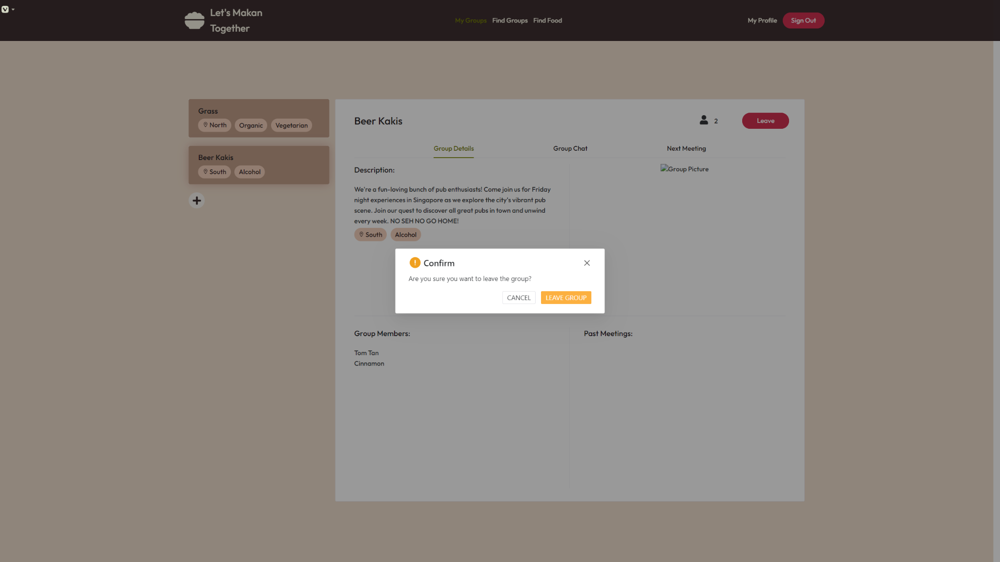 Let's Makan
Together
My Groups Find Groups Find Food
My Profile Sign Out
Grass
North Organic Vegetarian
Beer Kakis
South Alcohol
Beer Kakis
2
Leave
Group Details Group Chat Next Meeting
Description:
We're a fun-loving bunch of pub enthusiasts! Come join us for Friday
night experiences in Singapore as we explore the city's vibrant pub
scene. Join our quest to discover all great pubs in town and unwind
every week. NO SEH NO GO HOME!
South Alcohol
Group Picture
Confirm
Are you sure you want to leave the group?
CANCEL LEAVE GROUP
Group Members:
Tom Tan
Cinnamon
Past Meetings: